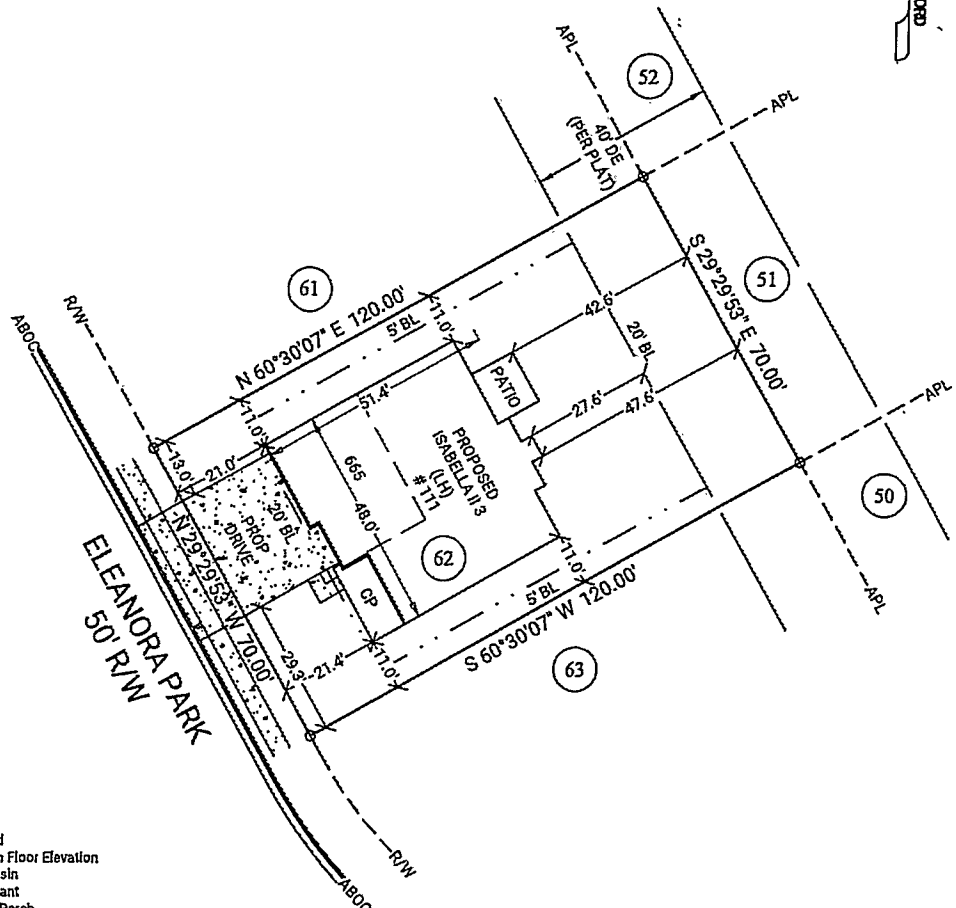 ORD
APL
52
APL
40' DE
(PER PLAT)
61
51
R/W
ABOC
N 60°30'07" E 120.00'
5' BL
11.0'
42.6'
S 29°29'53" E 70.00'
20' BL
PATIO
51.4'
27.6'
47.6'
APL
11.0'
13.0'
21.0'
PROPOSED
ISABELLA II 3
(LH)
#171
665
48.0'
20' BL
PROP
DRIVE
50
N 29°29'53" W 70.00'
62
CP
11.0'
5' BL
S 60°30'07" W 120.00'
APL
ELEANORA PARK
50' R/W
29.3'
21.4'
11.0'
63
Floor Elevation
R/W
ABOC